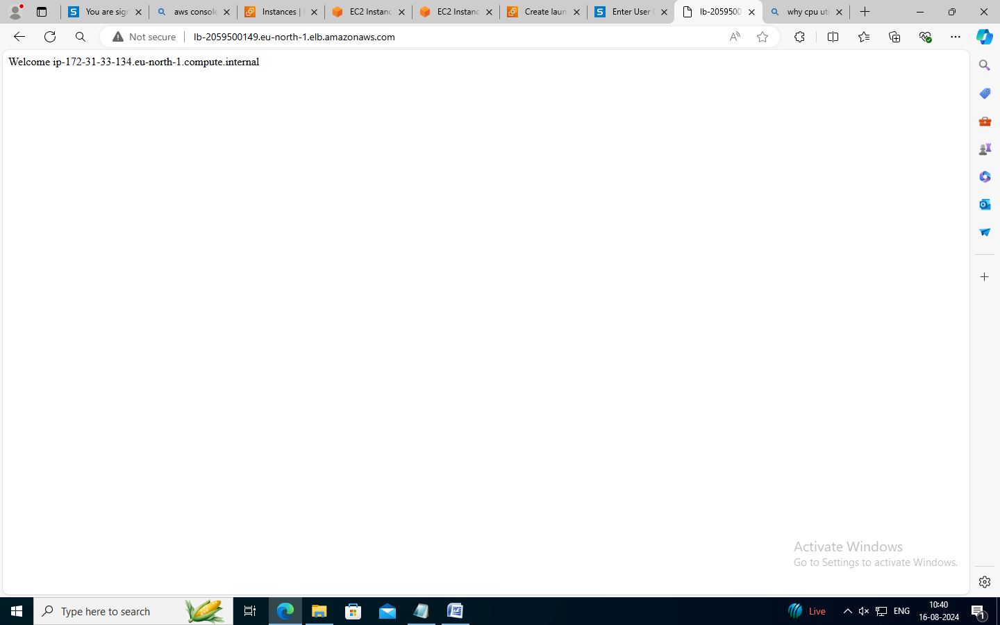 You are sign
aws console
Instances | E
EC2 Instanc
EC2 Instanc
Create laun
Enter User C
lb-2059500
why cpu uti
Not secure
lb-2059500149.eu-north-1.elb.amazonaws.com
Welcome ip-172-31-33-134.eu-north-1.compute.internal
Activate Windows
Go to Settings to activate Windows.
Type here to search
Live
ENG
10:40
16-08-2024
1